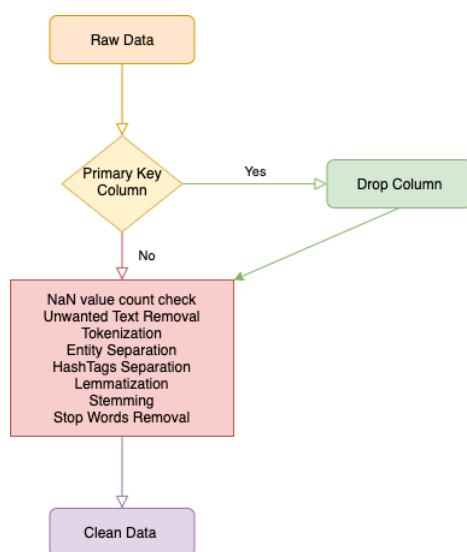 Raw Data
Primary Key
Column
Yes
Drop Column
No
NaN value count check
Unwanted Text Removal
Tokenization
Entity Separation
HashTags Separation
Lemmatization
Stemming
Stop Words Removal
Clean Data